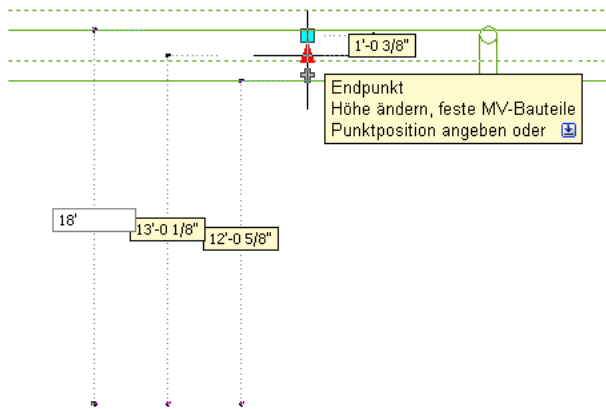 1'-0 3/8"
Endpunkt
Höhe ändern, feste MV-Bauteile
Punktposition angeben oder
18'
13'-0 1/8"
12'-0 5/8"